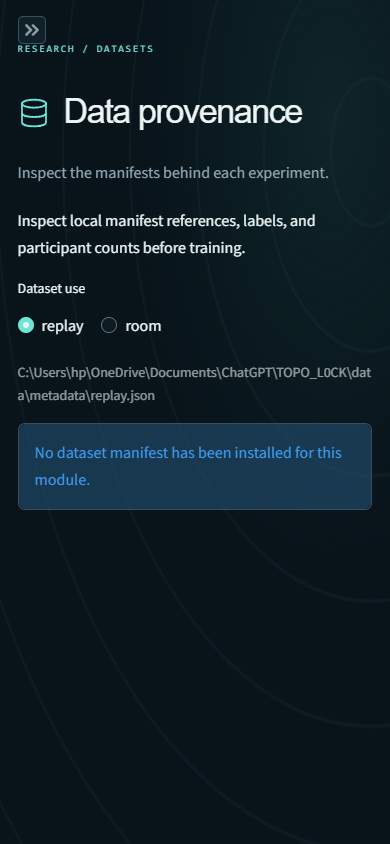 RESEARCH / DATASETS
Data provenance
Inspect the manifests behind each experiment.
Inspect local manifest references, labels, and
participant counts before training.
Dataset use
replay room
C:\Users\hp\OneDrive\Documents\ChatGPT\TOPO_L0CK\dat
a\metadata\replay.json
No dataset manifest has been installed for this
module.